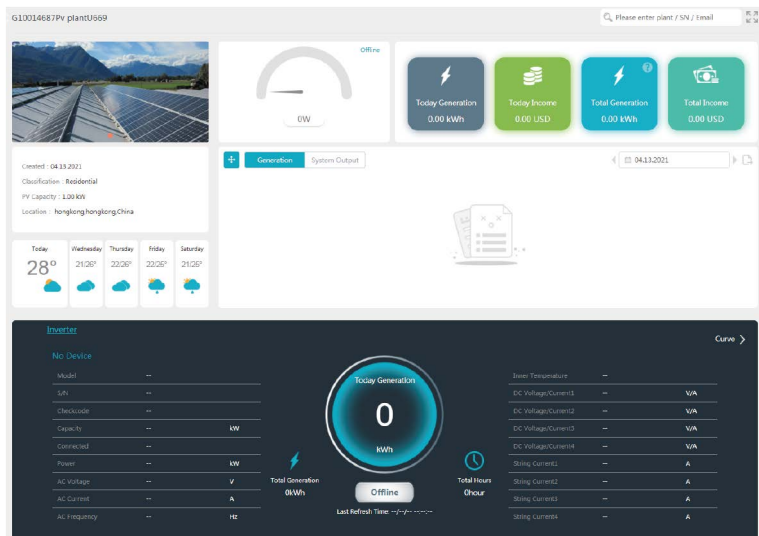 G10014687Pv plantU669
Please enter plant / SN / Email
Offline
0W
Today Generation
0.00 kWh
Today Income
0.00 USD
?
Total Generation
0.00 kWh
Total Income
0.00 USD
Created : 04.13.2021
Classification : Residential
PV Capacity : 1.00 kW
Location : hongkong,hongkong,China
Generation System Output
04.13.2021
Today Wednesday Thursday Friday Saturday
28° 21/26° 22/26° 22/26° 21/26°
Inverter
Curve
No Device
Model --
S/N --
Checkcode --
Capacity -- kW
Connected --
Power -- kW
AC Voltage -- V
AC Current -- A
AC Frequency -- Hz
Today Generation
0
kWh
Total Generation
0kWh
Total Hours
0hour
Offline
Last Refresh Time: --/--/-- --:--:--
Inner Temperature --
DC Voltage/Current1 -- V/A
DC Voltage/Current2 -- V/A
DC Voltage/Current3 -- V/A
DC Voltage/Current4 -- V/A
String Current1 -- A
String Current2 -- A
String Current3 -- A
String Current4 -- A